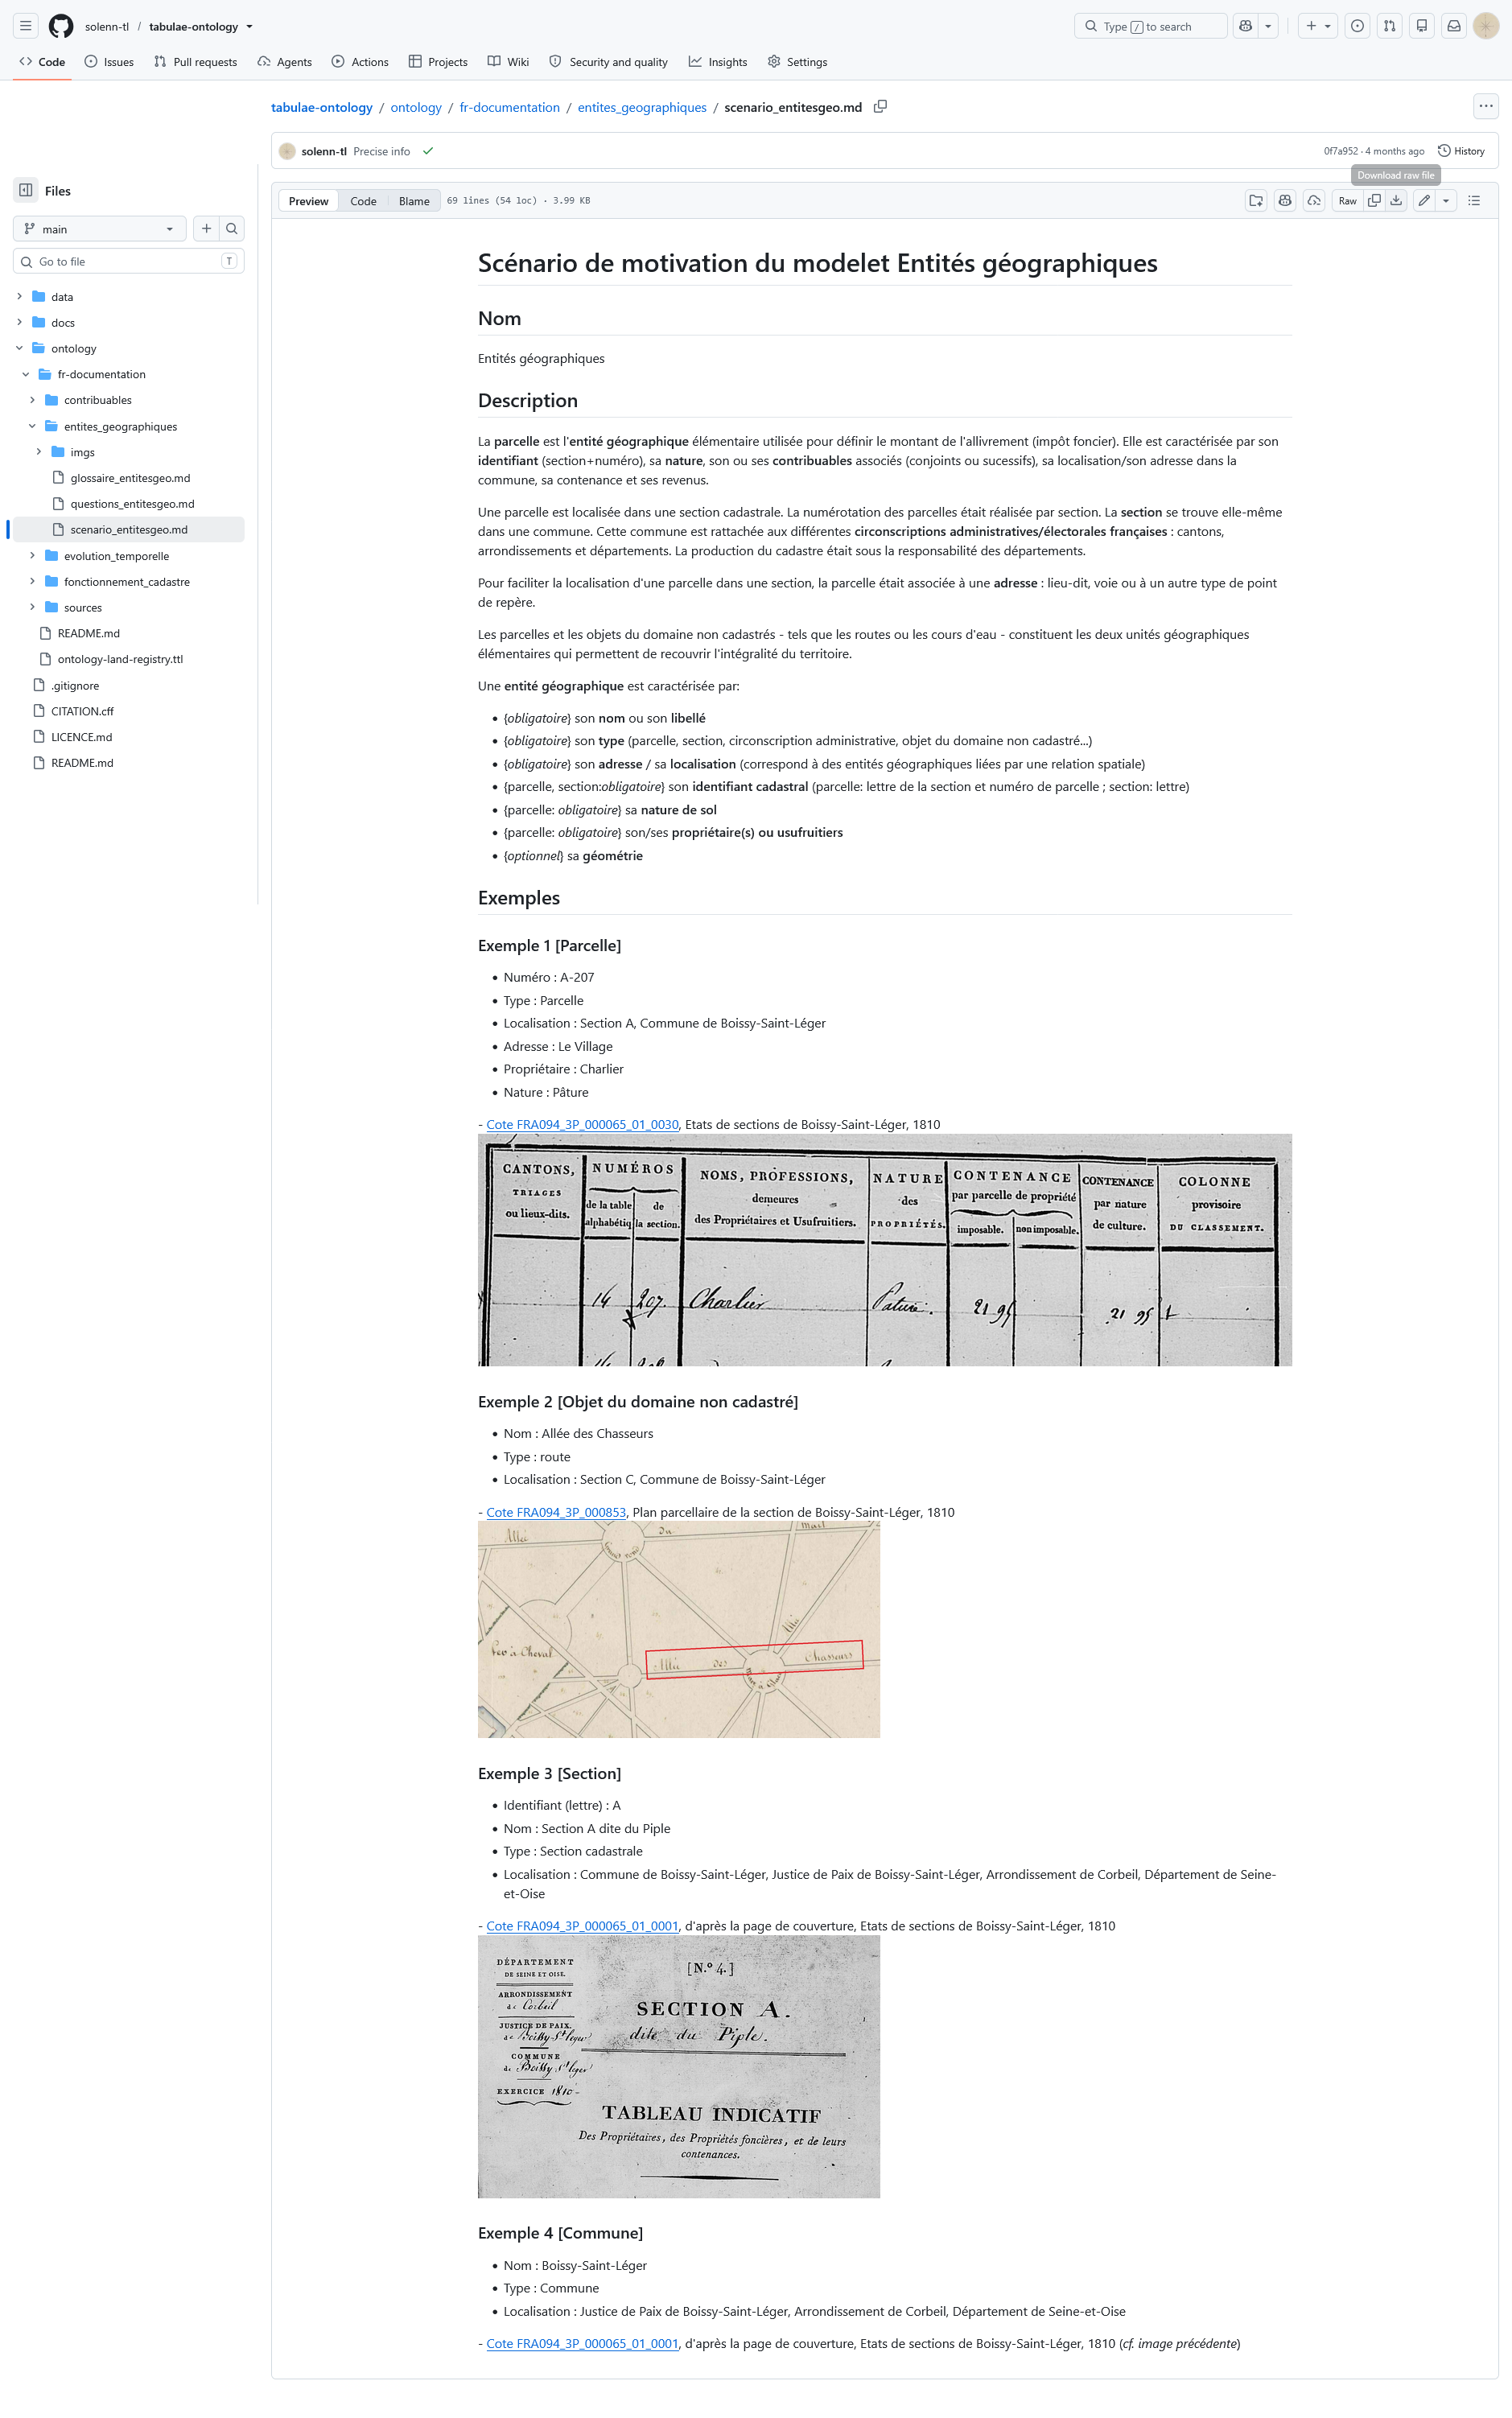 solenn-tl / tabulae-ontology
Type / to search
Code Issues Pull requests Agents Actions Projects Wiki Security and quality Insights Settings
tabulae-ontology / ontology / fr-documentation / entites_geographiques / scenario_entitesgeo.md
solenn-tl Precise info
0f7a952 · 4 months ago History
Download raw file
Files
main
Go to file T
data
docs
ontology
fr-documentation
contribuables
entites_geographiques
imgs
glossaire_entitesgeo.md
questions_entitesgeo.md
scenario_entitesgeo.md
evolution_temporelle
fonctionnement_cadastre
sources
README.md
ontology-land-registry.ttl
.gitignore
CITATION.cff
LICENCE.md
README.md
Preview Code Blame 69 lines (54 loc) · 3.99 KB
Raw
Scénario de motivation du modelet Entités géographiques
Nom
Entités géographiques
Description
La parcelle est l'entité géographique élémentaire utilisée pour définir le montant de l'allivrement (impôt foncier). Elle est caractérisée par son
identifiant (section+numéro), sa nature, son ou ses contribuables associés (conjoints ou sucessifs), sa localisation/son adresse dans la
commune, sa contenance et ses revenus.
Une parcelle est localisée dans une section cadastrale. La numérotation des parcelles était réalisée par section. La section se trouve elle-même
dans une commune. Cette commune est rattachée aux différentes circonscriptions administratives/électorales françaises : cantons,
arrondissements et départements. La production du cadastre était sous la responsabilité des départements.
Pour faciliter la localisation d'une parcelle dans une section, la parcelle était associée à une adresse : lieu-dit, voie ou à un autre type de point
de repère.
Les parcelles et les objets du domaine non cadastrés - tels que les routes ou les cours d'eau - constituent les deux unités géographiques
élémentaires qui permettent de recouvrir l'intégralité du territoire.
Une entité géographique est caractérisée par:
• {obligatoire} son nom ou son libellé
• {obligatoire} son type (parcelle, section, circonscription administrative, objet du domaine non cadastré...)
• {obligatoire} son adresse / sa localisation (correspond à des entités géographiques liées par une relation spatiale)
• {parcelle, section:obligatoire} son identifiant cadastral (parcelle: lettre de la section et numéro de parcelle ; section: lettre)
• {parcelle: obligatoire} sa nature de sol
• {parcelle: obligatoire} son/ses propriétaire(s) ou usufruitiers
• {optionnel} sa géométrie
Exemples
Exemple 1 [Parcelle]
• Numéro : A-207
• Type : Parcelle
• Localisation : Section A, Commune de Boissy-Saint-Léger
• Adresse : Le Village
• Propriétaire : Charlier
• Nature : Pâture
- Cote FRA094_3P_000065_01_0030, Etats de sections de Boissy-Saint-Léger, 1810
CANTONS, TRIAGES ou lieux-dits.
NUMÉROS
de la table alphabétiq
de la section.
NOMS, PROFESSIONS, demeures des Propriétaires et Usufruitiers.
NATURE des PROPRIÉTÉS.
CONTENANCE par parcelle de propriété
imposable. non imposable.
CONTENANCE par nature de culture.
COLONNE provisoire DU CLASSEMENT.
14 207. Charlier Pature. 21 95 21 95 1
Exemple 2 [Objet du domaine non cadastré]
• Nom : Allée des Chasseurs
• Type : route
• Localisation : Section C, Commune de Boissy-Saint-Léger
- Cote FRA094_3P_000853, Plan parcellaire de la section de Boissy-Saint-Léger, 1810
Allée du mail
Grand rond
Allée
Fer à Cheval
Allée des Chasseurs
Exemple 3 [Section]
• Identifiant (lettre) : A
• Nom : Section A dite du Piple
• Type : Section cadastrale
• Localisation : Commune de Boissy-Saint-Léger, Justice de Paix de Boissy-Saint-Léger, Arrondissement de Corbeil, Département de Seine-
et-Oise
- Cote FRA094_3P_000065_01_0001, d'après la page de couverture, Etats de sections de Boissy-Saint-Léger, 1810
DÉPARTEMENT
DE SEINE ET OISE.
ARRONDISSEMENT
de Corbeil
JUSTICE DE PAIX.
de Boissy St leger
COMMUNE
de Boissy St leger
EXERCICE 1810 -
[N.º 4.]
SECTION A.
dite du Piple.
TABLEAU INDICATIF
Des Propriétaires, des Propriétés foncières, et de leurs
contenances.
Exemple 4 [Commune]
• Nom : Boissy-Saint-Léger
• Type : Commune
• Localisation : Justice de Paix de Boissy-Saint-Léger, Arrondissement de Corbeil, Département de Seine-et-Oise
- Cote FRA094_3P_000065_01_0001, d'après la page de couverture, Etats de sections de Boissy-Saint-Léger, 1810 (cf. image précédente)